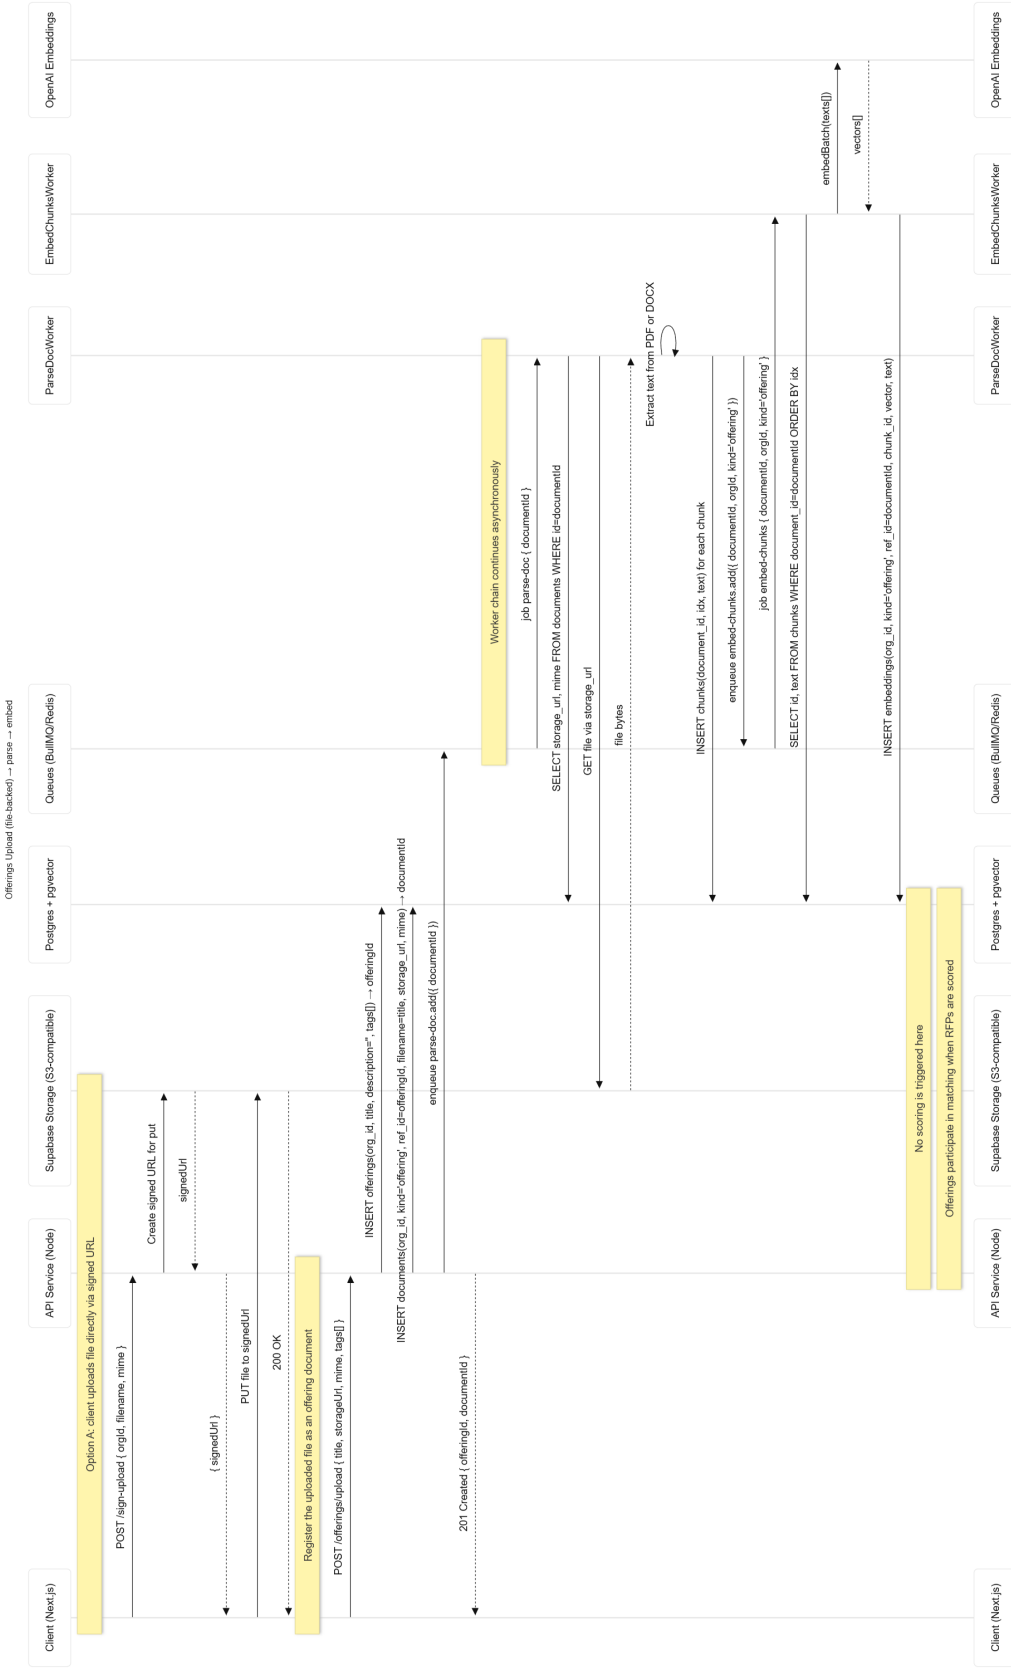 Offerings Upload (file-backed) → parse → embed
Client (Next.js)
API Service (Node)
Supabase Storage (S3-compatible)
Postgres + pgvector
Queues (BullMQ/Redis)
ParseDocWorker
EmbedChunksWorker
OpenAI Embeddings
Option A: client uploads file directly via signed URL
POST /sign-upload { orgId, filename, mime }
Create signed URL for put
signedUrl
{ signedUrl }
PUT file to signedUrl
200 OK
Register the uploaded file as an offering document
POST /offerings/upload { title, storageUrl, mime, tags[] }
INSERT offerings(org_id, title, description='', tags[]) → offeringId
INSERT documents(org_id, kind='offering', ref_id=offeringId, filename=title, storage_url, mime) → documentId
enqueue parse-doc.add({ documentId })
201 Created { offeringId, documentId }
Worker chain continues asynchronously
job parse-doc { documentId }
SELECT storage_url, mime FROM documents WHERE id=documentId
GET file via storage_url
file bytes
Extract text from PDF or DOCX
INSERT chunks(document_id, idx, text) for each chunk
enqueue embed-chunks.add({ documentId, orgId, kind='offering' })
job embed-chunks { documentId, orgId, kind='offering' }
SELECT id, text FROM chunks WHERE document_id=documentId ORDER BY idx
embedBatch(texts[])
vectors[]
INSERT embeddings(org_id, kind='offering', ref_id=documentId, chunk_id, vector, text)
No scoring is triggered here
Offerings participate in matching when RFPs are scored
Client (Next.js)
API Service (Node)
Supabase Storage (S3-compatible)
Postgres + pgvector
Queues (BullMQ/Redis)
ParseDocWorker
EmbedChunksWorker
OpenAI Embeddings